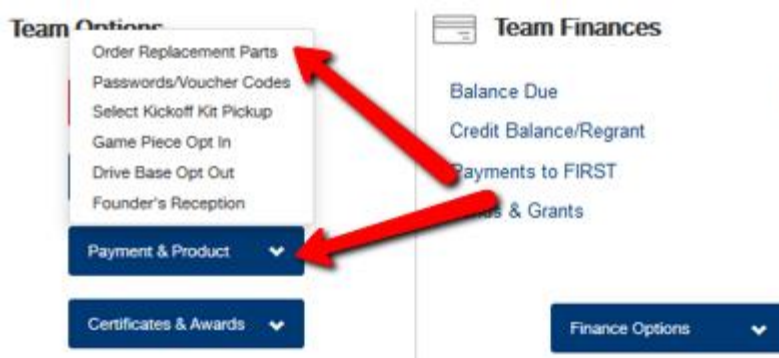 Team Options
Order Replacement Parts
Passwords/Voucher Codes
Select Kickoff Kit Pickup
Game Piece Opt In
Drive Base Opt Out
Founder's Reception
Payment & Product
Certificates & Awards
Team Finances
Balance Due
Credit Balance/Regrant
Payments to FIRST
& Grants
Finance Options